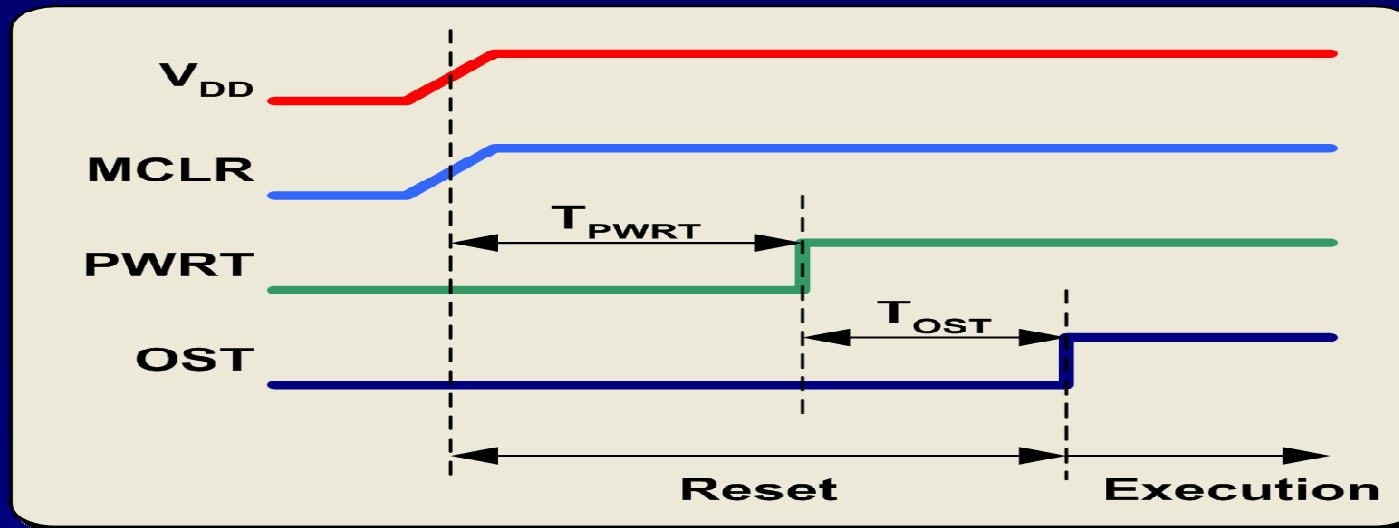 VDD
MCLR
TPWRT
PWRT
TOST
OST
Reset
Execution